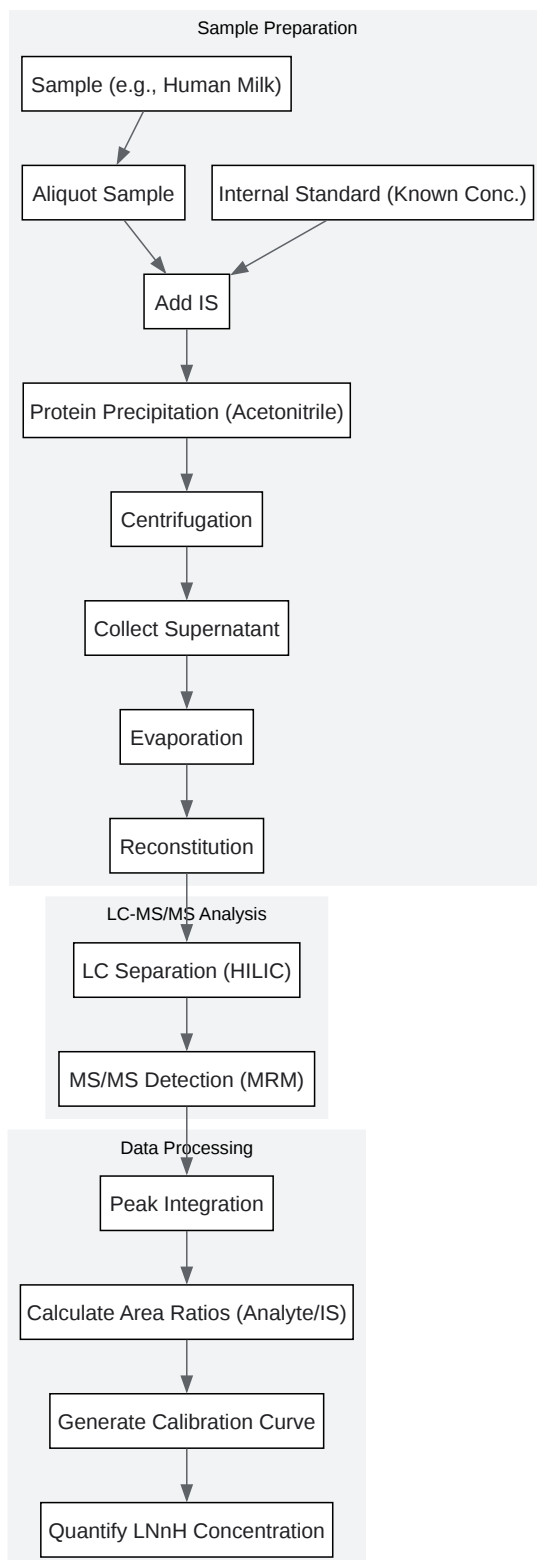 Sample Preparation
Sample (e.g., Human Milk)
Aliquot Sample
Internal Standard (Known Conc.)
Add IS
Protein Precipitation (Acetonitrile)
Centrifugation
Collect Supernatant
Evaporation
Reconstitution
LC-MS/MS Analysis
LC Separation (HILIC)
MS/MS Detection (MRM)
Data Processing
Peak Integration
Calculate Area Ratios (Analyte/IS)
Generate Calibration Curve
Quantify LNnH Concentration